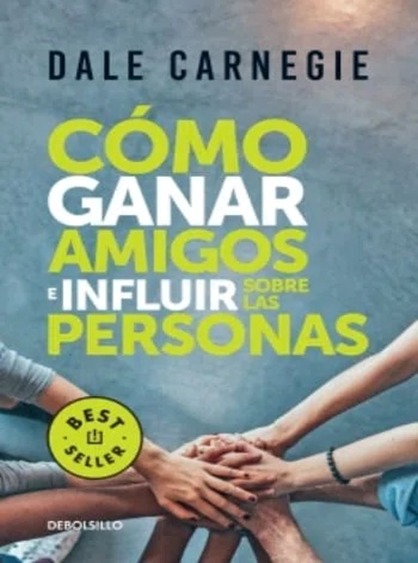 DALE CARNEGIE
CÓMO
GANAR
AMIGOS
E INFLUIR SOBRE LAS
PERSONAS
BEST
SELLER
DEBOLSILLO